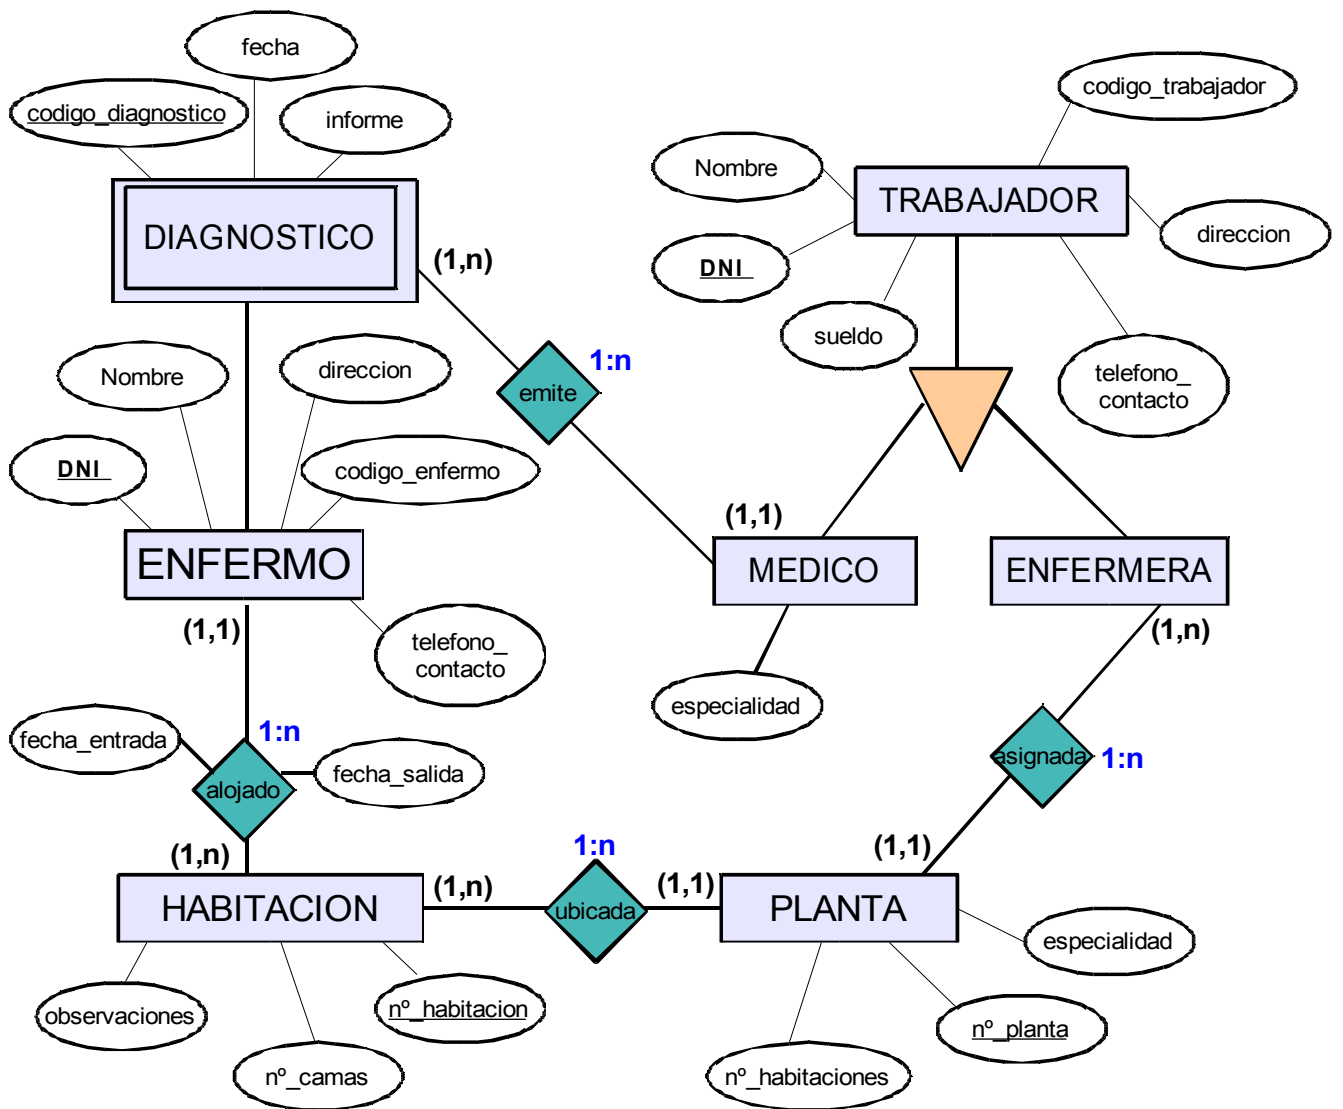 fecha
codigo_diagnostico
informe
DIAGNOSTICO
(1,n)
codigo_trabajador
Nombre
TRABAJADOR
direccion
DNI_
sueldo
telefono_
contacto
Nombre
direccion
1:n
emite
DNI_
codigo_enfermo
ENFERMO
(1,1)
MEDICO
ENFERMERA
(1,1)
(1,n)
telefono_
contacto
especialidad
fecha_entrada
1:n
fecha_salida
alojado
asignada
1:n
(1,n)
1:n
(1,1)
HABITACION
(1,n)
ubicada
(1,1)
PLANTA
especialidad
observaciones
nº_habitacion
nº_camas
nº_planta
nº_habitaciones